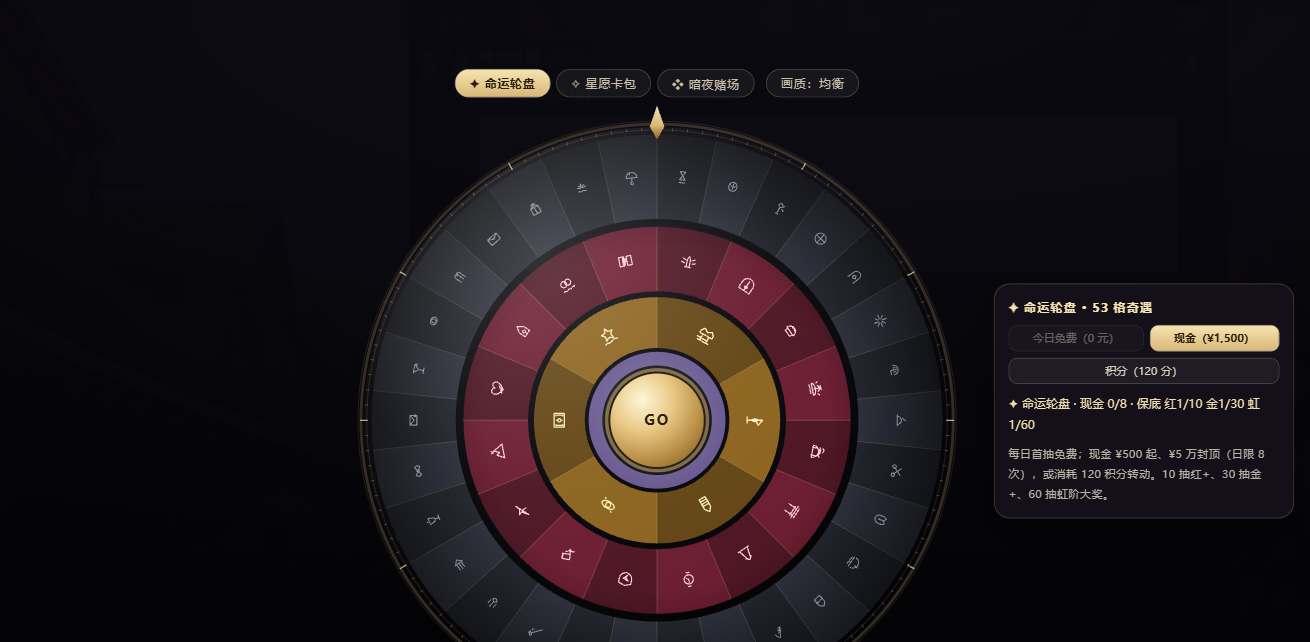 ✦ 命运轮盘
✧ 星愿卡包
❖ 暗夜赌场
画质：均衡
GO
✦ 命运轮盘 • 53 格奇遇
今日免费（0 元）
现金（¥1,500）
积分（120 分）
✦ 命运轮盘 · 现金 0/8 · 保底 红1/10 金1/30 虹
1/60
每日首抽免费；现金 ¥500 起、¥5 万封顶（日限 8
次），或消耗 120 积分转动。10 抽红+、30 抽金
+、60 抽虹阶大奖。